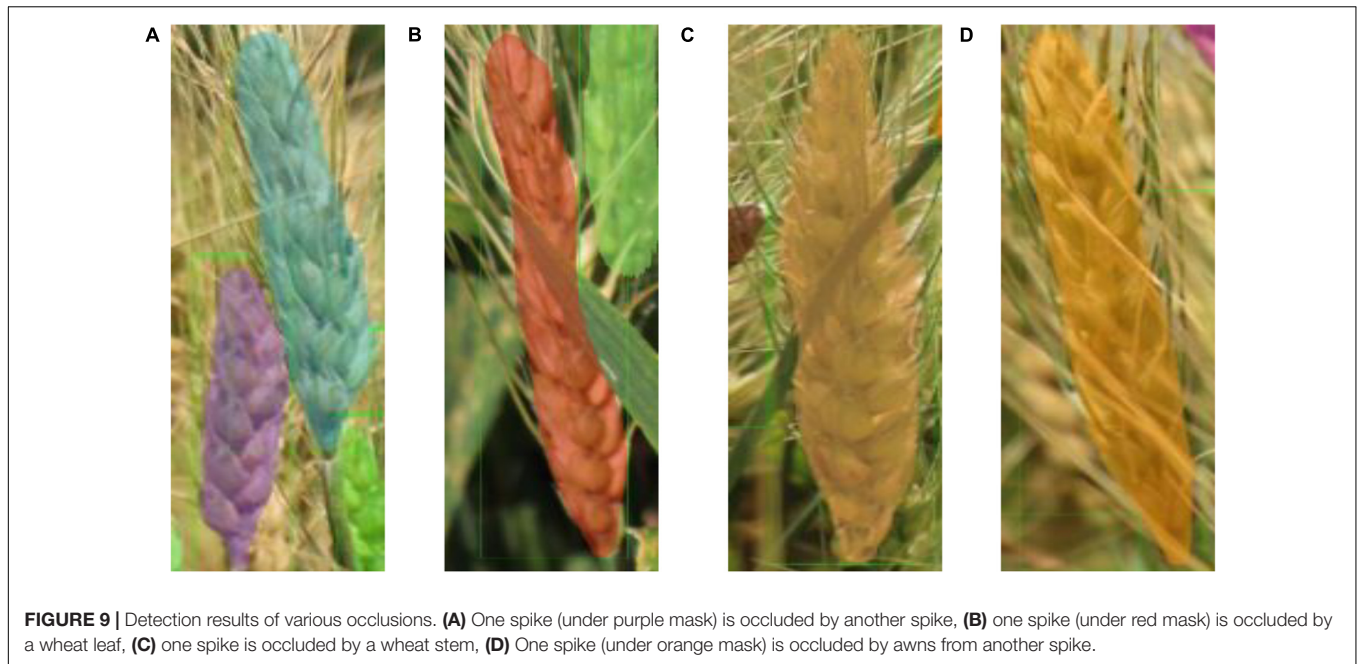 A B C D
FIGURE 9 | Detection results of various occlusions. (A) One spike (under purple mask) is occluded by another spike, (B) one spike (under red mask) is occluded by
a wheat leaf, (C) one spike is occluded by a wheat stem, (D) One spike (under orange mask) is occluded by awns from another spike.